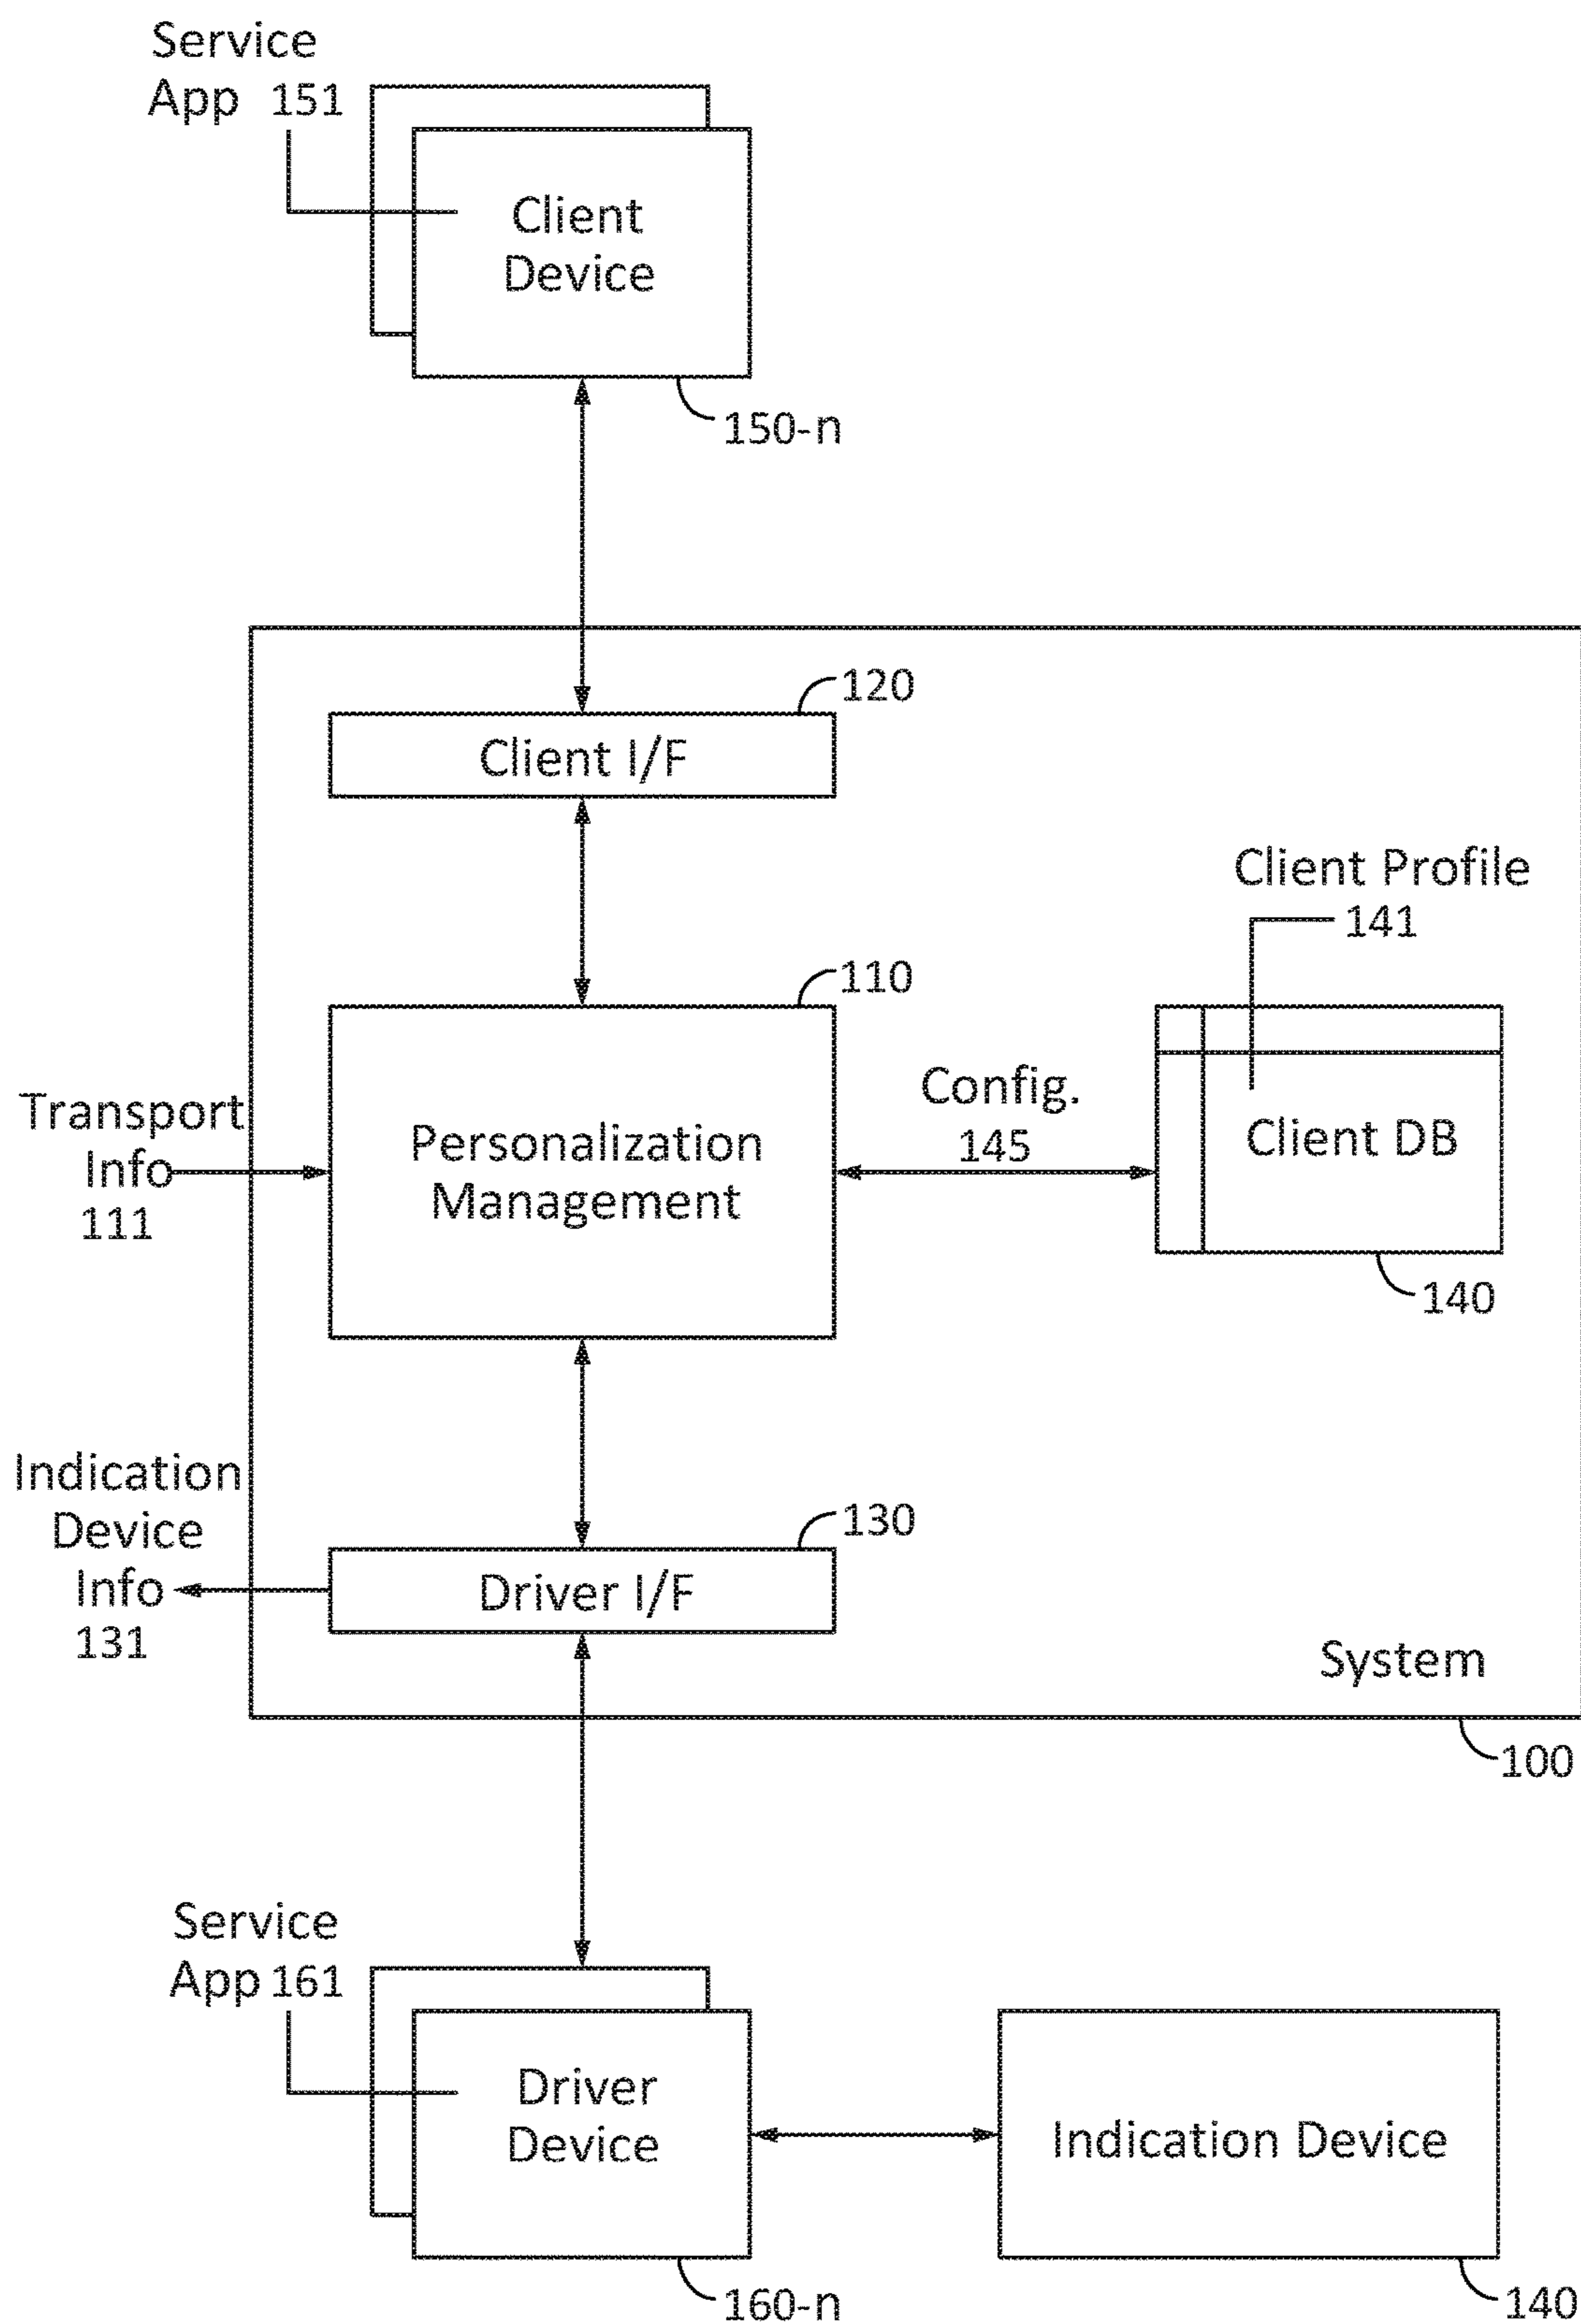 Service
App 151
Client
Device
150-n
120
Client I/F
Client Profile
141
110
Transport
Info
111
Personalization
Management
Config.
145
Client DB
140
Indication
Device
Info
131
130
Driver I/F
System
100
Service
App 161
Driver
Device
160-n
Indication Device
140